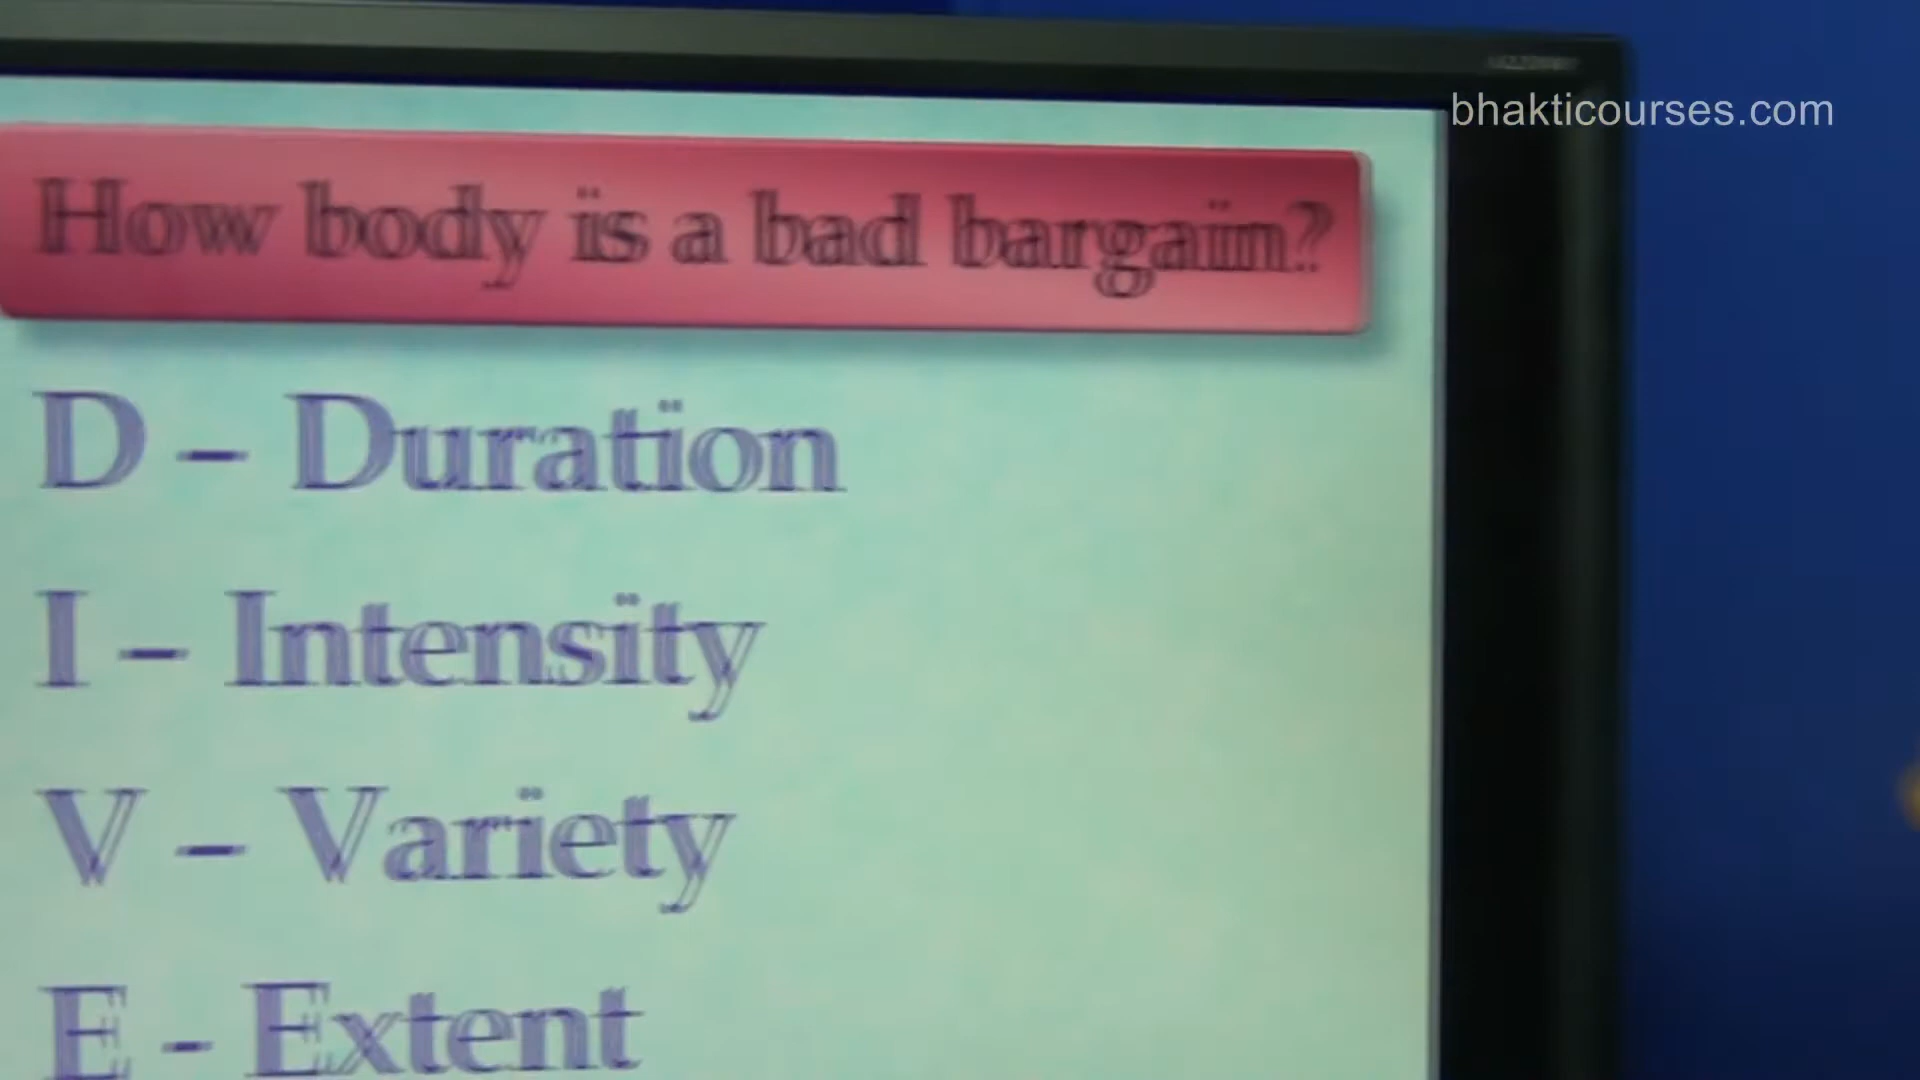 bhakticourses.com
How body is a bad bargain?
D – Duration
I – Intensity
V – Variety
E - Extent